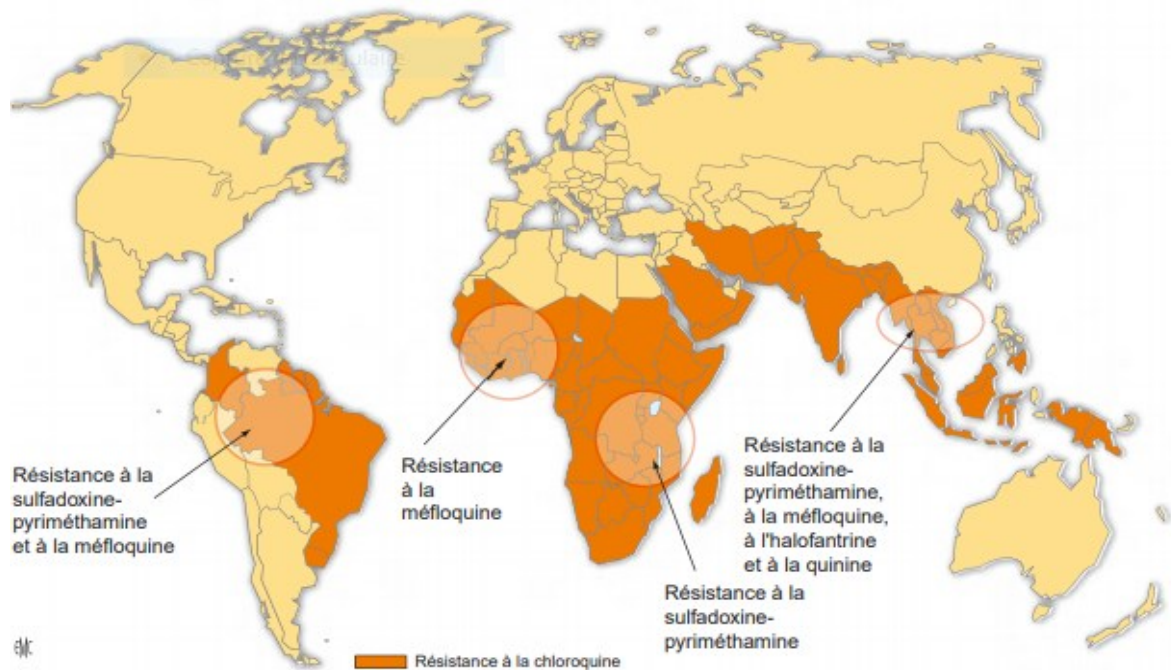 Résistance à la
sulfadoxine-
pyriméthamine
et à la méfloquine
Résistance
à la
méfloquine
Résistance à la
sulfadoxine-
pyriméthamine
Résistance à la
sulfadoxine-
pyriméthamine,
à la méfloquine,
à l'halofantrine
et à la quinine
EMC
Résistance à la chloroquine